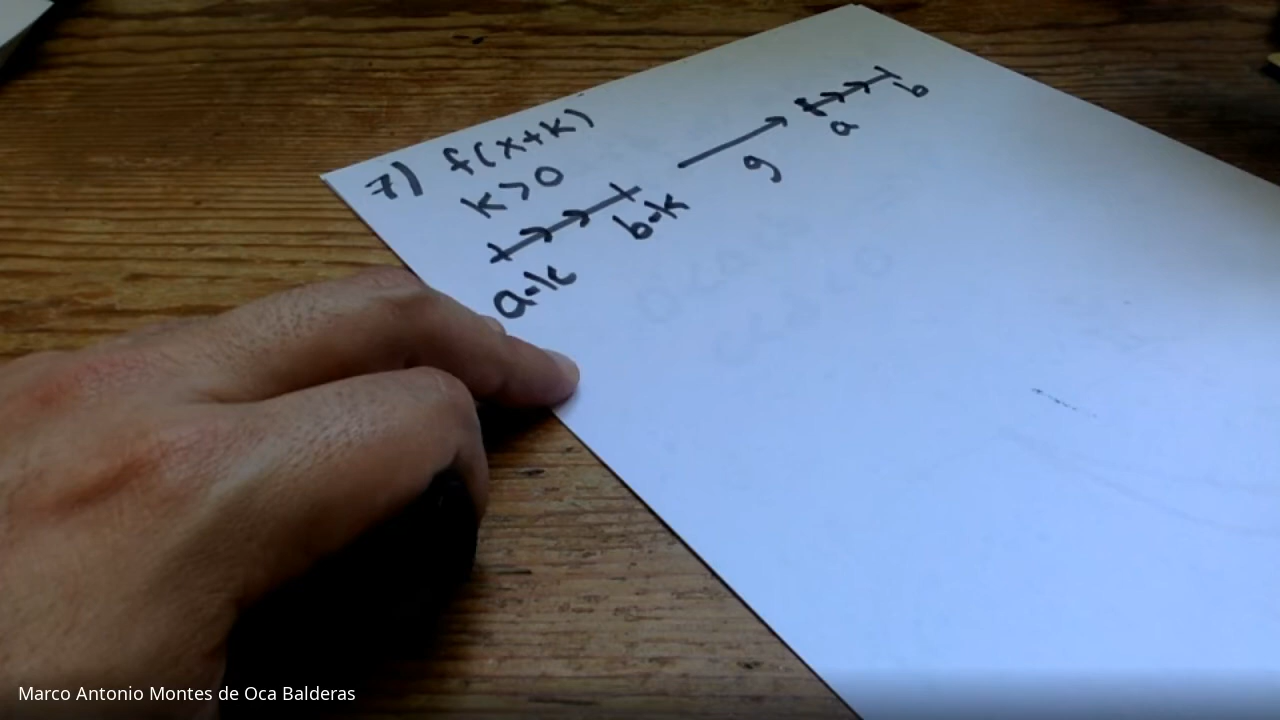 7) f(x+k)
k > 0
a-k
b-k
g
a
b
Marco Antonio Montes de Oca Balderas